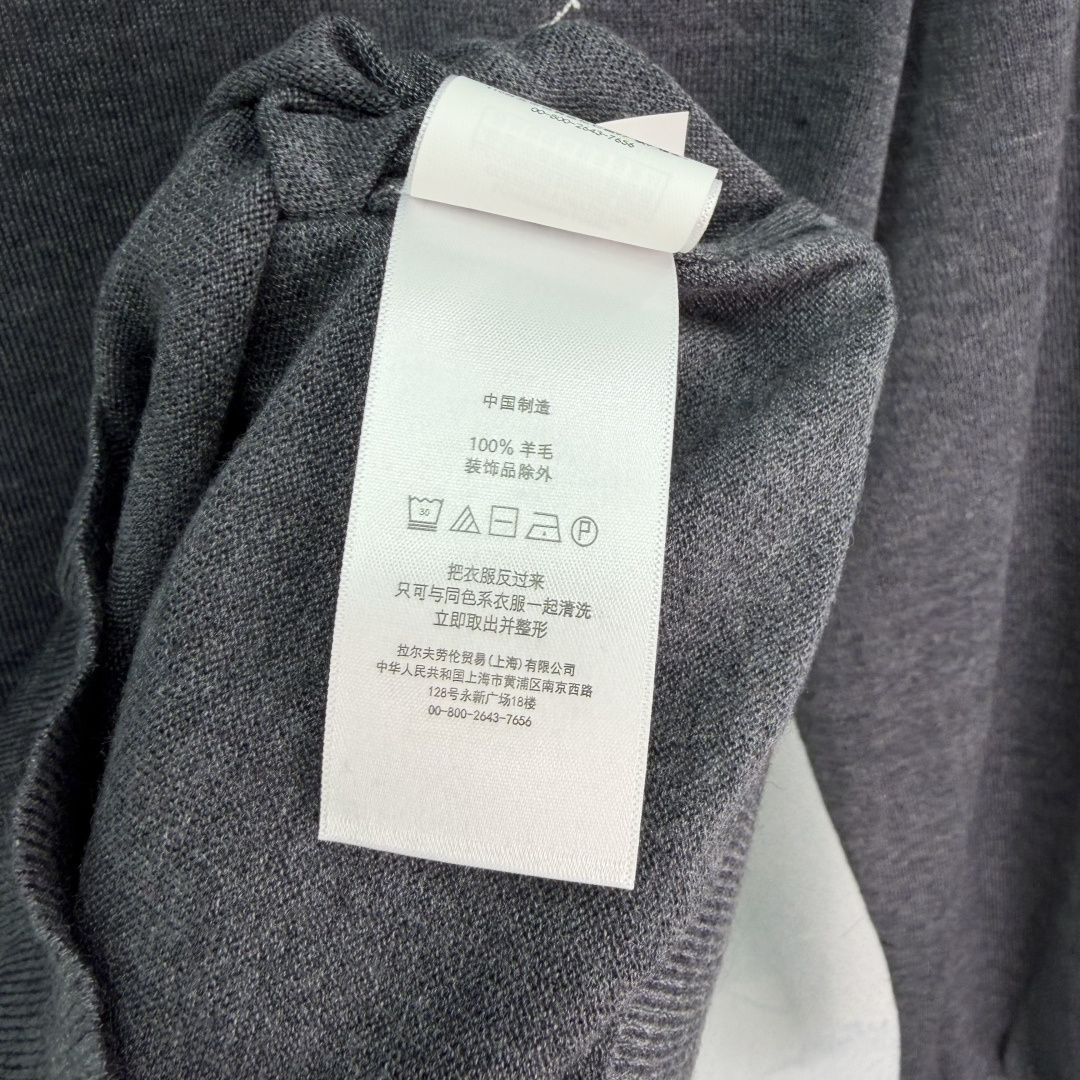 00-800-2643-7656
中国制造
100% 羊毛
装饰品除外
30
P
把衣服反过来
只可与同色系衣服一起清洗
立即取出并整形
拉尔夫劳伦贸易(上海)有限公司
中华人民共和国上海市黄浦区南京西路
128号永新广场18楼
00-800-2643-7656